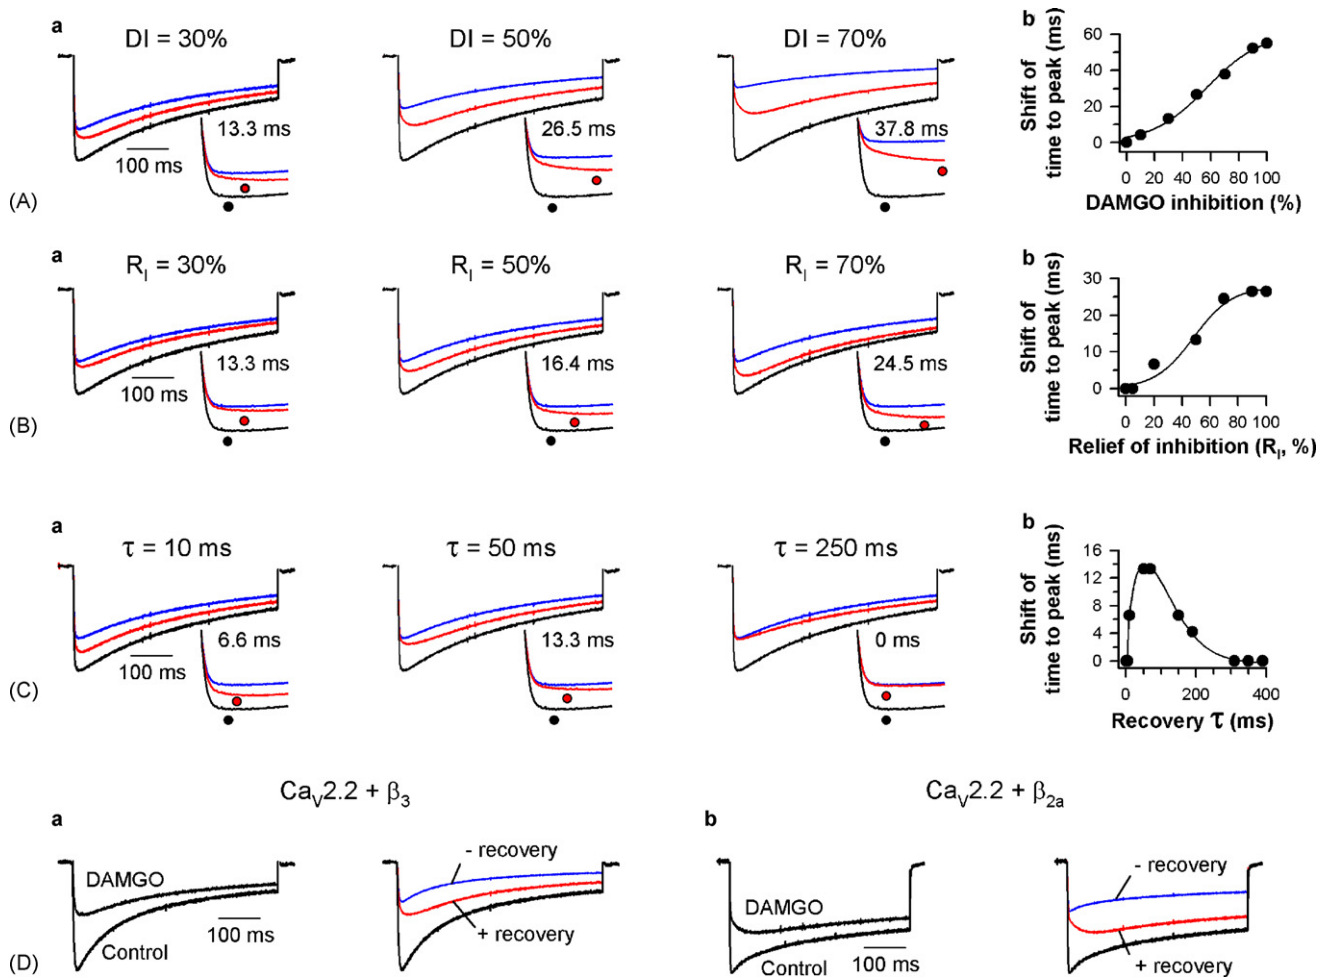 a
DI = 30%
DI = 50%
DI = 70%
13.3 ms
26.5 ms
37.8 ms
100 ms
(A)
b
Shift of
time to peak (ms)
60
40
20
0
0 20 40 60 80 100
DAMGO inhibition (%)
a
R_I = 30%
R_I = 50%
R_I = 70%
13.3 ms
16.4 ms
24.5 ms
100 ms
(B)
b
Shift of
time to peak (ms)
30
20
10
0
0 20 40 60 80 100
Relief of inhibition (R_I, %)
a
τ = 10 ms
τ = 50 ms
τ = 250 ms
6.6 ms
13.3 ms
0 ms
100 ms
(C)
b
Shift of
time to peak (ms)
16
12
8
4
0
0 200 400
Recovery τ (ms)
Ca_V2.2 + β_3
a
DAMGO
Control
100 ms
- recovery
+ recovery
(D)
Ca_V2.2 + β_2a
b
DAMGO
Control
100 ms
- recovery
+ recovery